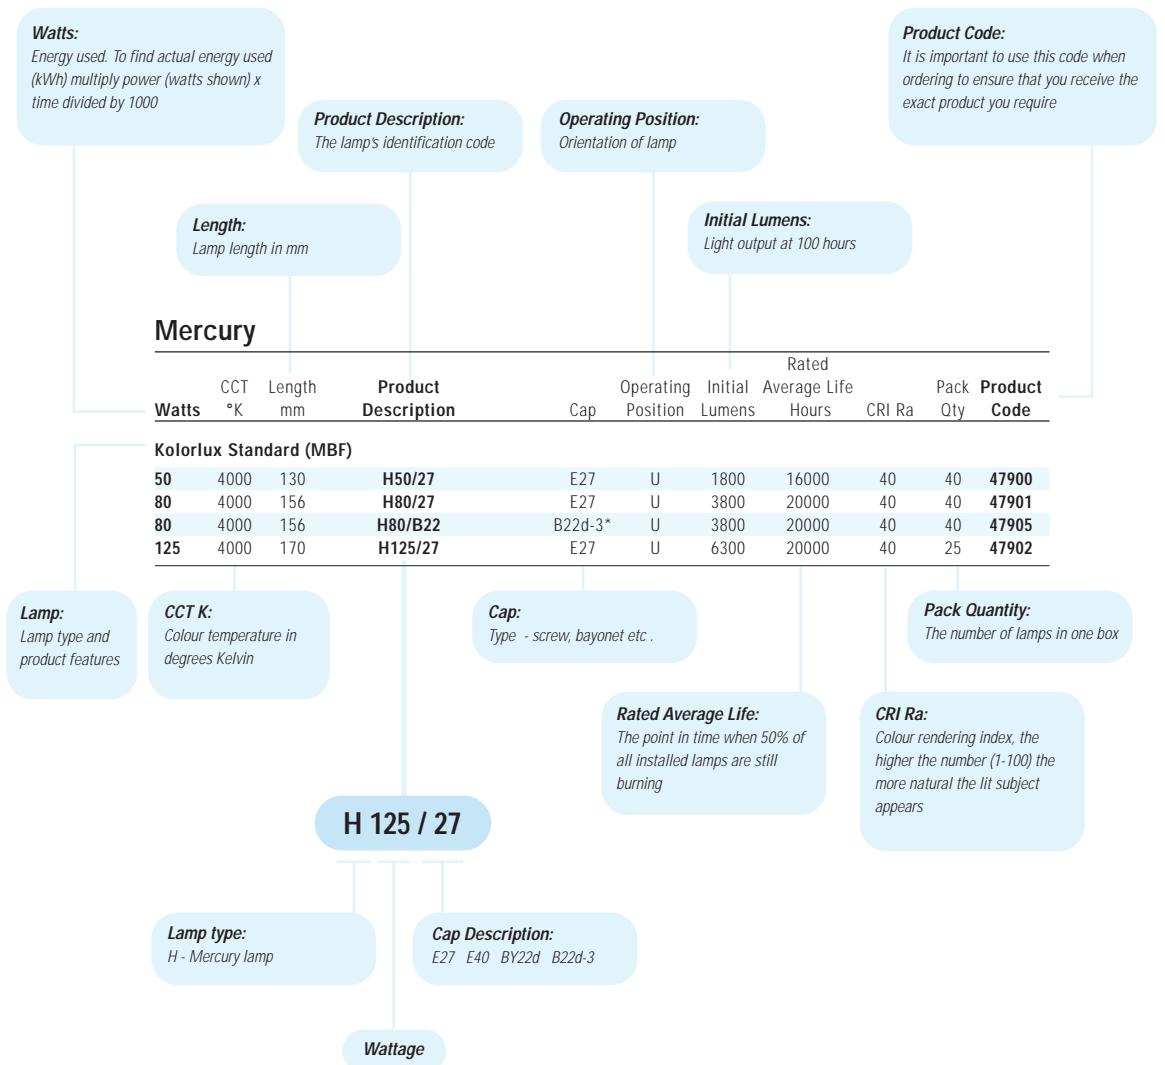 Watts:
Energy used. To find actual energy used
(kWh) multiply power (watts shown) x
time divided by 1000
Product Code:
It is important to use this code when
ordering to ensure that you receive the
exact product you require
Product Description:
The lamp's identification code
Operating Position:
Orientation of lamp
Length:
Lamp length in mm
Initial Lumens:
Light output at 100 hours
Mercury
Rated
CCT Length Product Operating Initial Average Life Pack Product
Watts °K mm Description Cap Position Lumens Hours CRI Ra Qty Code
Kolorlux Standard (MBF)
50 4000 130 H50/27 E27 U 1800 16000 40 40 47900
80 4000 156 H80/27 E27 U 3800 20000 40 40 47901
80 4000 156 H80/B22 B22d-3* U 3800 20000 40 40 47905
125 4000 170 H125/27 E27 U 6300 20000 40 25 47902
Lamp:
Lamp type and
product features
CCT K:
Colour temperature in
degrees Kelvin
Cap:
Type - screw, bayonet etc .
Pack Quantity:
The number of lamps in one box
Rated Average Life:
The point in time when 50% of
all installed lamps are still
burning
CRI Ra:
Colour rendering index, the
higher the number (1-100) the
more natural the lit subject
appears
H 125 / 27
Lamp type:
H - Mercury lamp
Cap Description:
E27 E40 BY22d B22d-3
Wattage